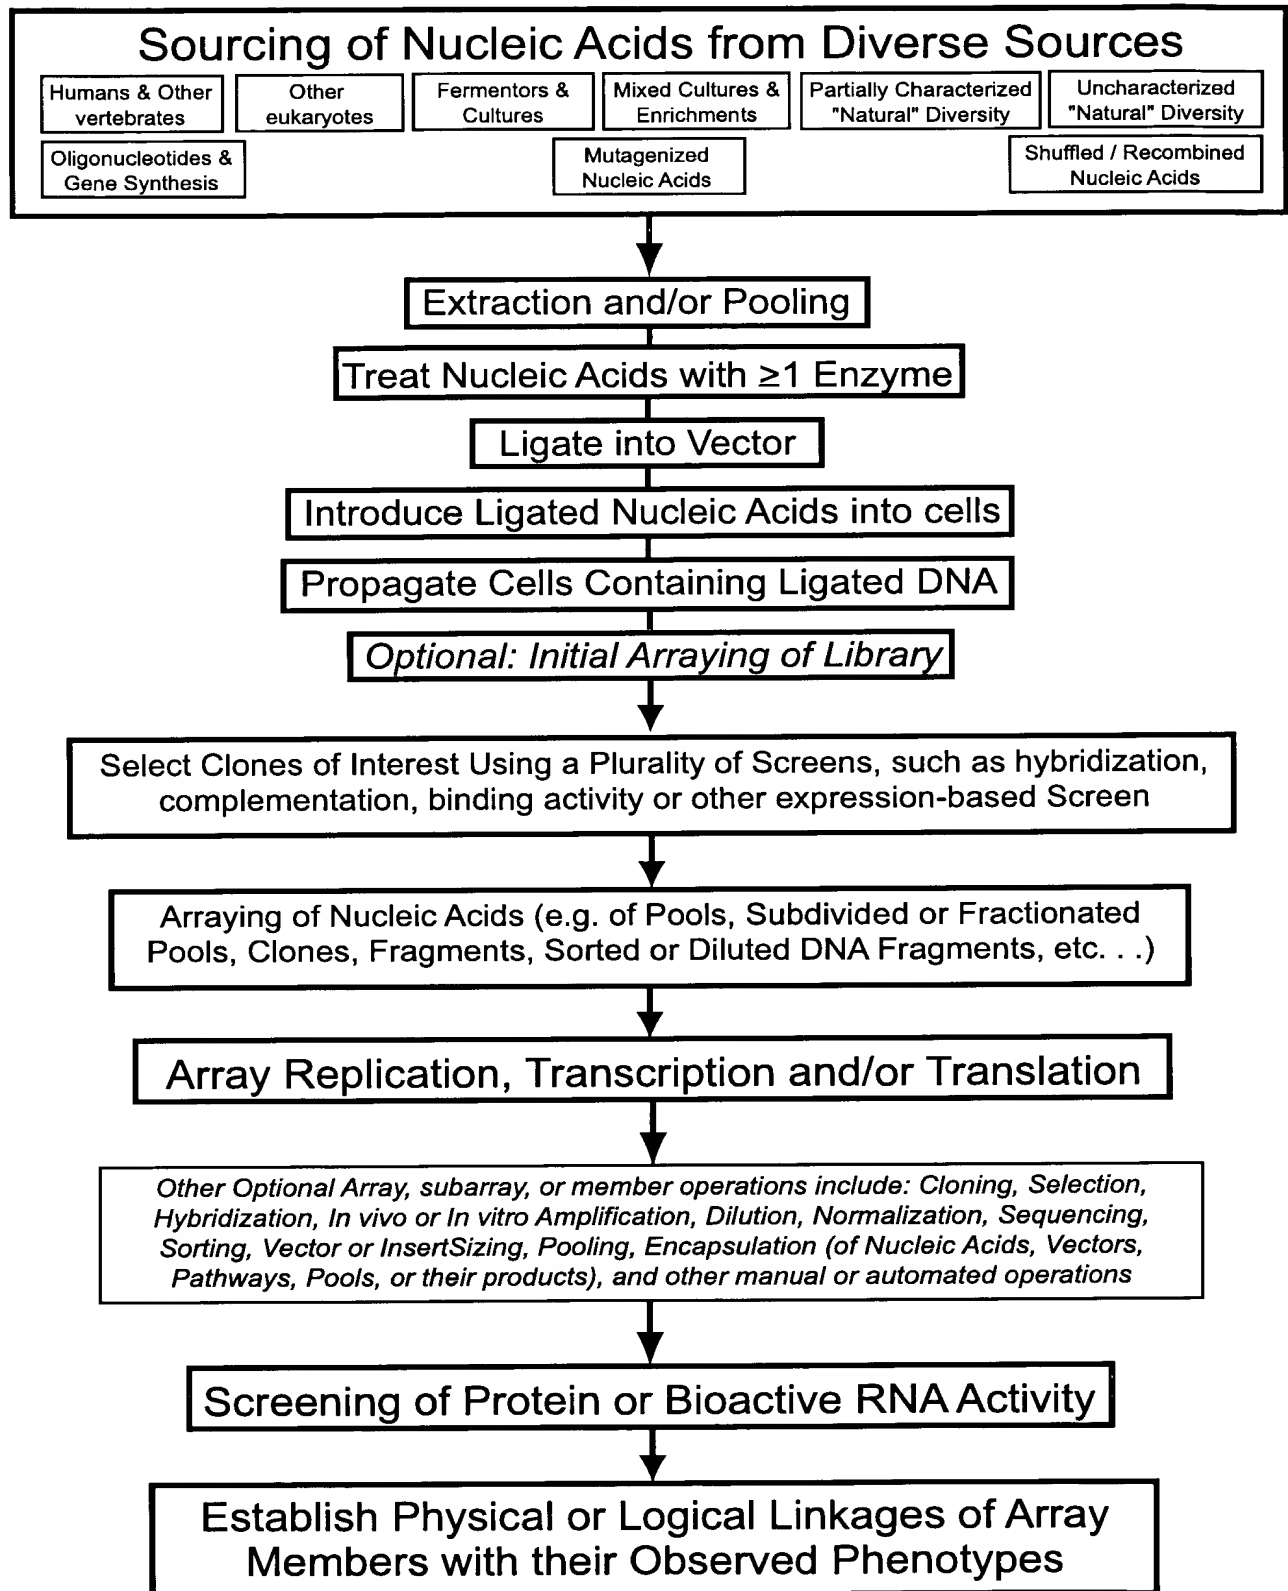 Sourcing of Nucleic Acids from Diverse Sources
Humans & Other
vertebrates
Other
eukaryotes
Fermentors &
Cultures
Mixed Cultures &
Enrichments
Partially Characterized
"Natural" Diversity
Uncharacterized
"Natural" Diversity
Oligonucleotides &
Gene Synthesis
Mutagenized
Nucleic Acids
Shuffled / Recombined
Nucleic Acids
Extraction and/or Pooling
Treat Nucleic Acids with ≥1 Enzyme
Ligate into Vector
Introduce Ligated Nucleic Acids into cells
Propagate Cells Containing Ligated DNA
Optional: Initial Arraying of Library
Select Clones of Interest Using a Plurality of Screens, such as hybridization,
complementation, binding activity or other expression-based Screen
Arraying of Nucleic Acids (e.g. of Pools, Subdivided or Fractionated
Pools, Clones, Fragments, Sorted or Diluted DNA Fragments, etc. . .)
Array Replication, Transcription and/or Translation
Other Optional Array, subarray, or member operations include: Cloning, Selection,
Hybridization, In vivo or In vitro Amplification, Dilution, Normalization, Sequencing,
Sorting, Vector or InsertSizing, Pooling, Encapsulation (of Nucleic Acids, Vectors,
Pathways, Pools, or their products), and other manual or automated operations
Screening of Protein or Bioactive RNA Activity
Establish Physical or Logical Linkages of Array
Members with their Observed Phenotypes